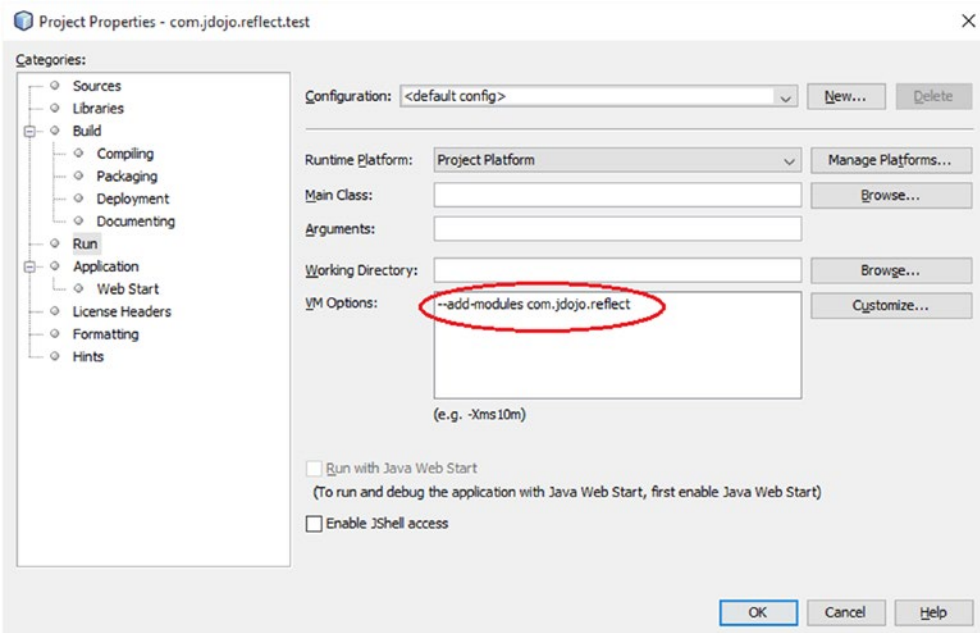 Project Properties - com.jdojo.reflect.test
Categories:
Sources
Libraries
Build
Compiling
Packaging
Deployment
Documenting
Run
Application
Web Start
License Headers
Formatting
Hints
Configuration: <default config> New... Delete
Runtime Platform: Project Platform Manage Platforms...
Main Class: Browse...
Arguments:
Working Directory: Browse...
VM Options: --add-modules com.jdojo.reflect Customize...
(e.g. -Xms10m)
Run with Java Web Start
(To run and debug the application with Java Web Start, first enable Java Web Start)
Enable JShell access
OK Cancel Help